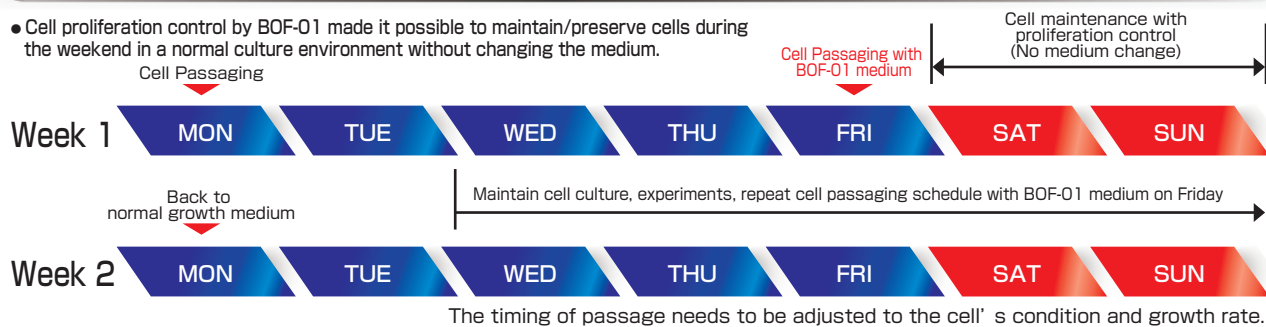 ● Cell proliferation control by BOF-01 made it possible to maintain/preserve cells during
the weekend in a normal culture environment without changing the medium.
Cell Passaging
Cell Passaging with
BOF-01 medium
Cell maintenance with
proliferation control
(No medium change)
Week 1 MON TUE WED THU FRI SAT SUN
Back to
normal growth medium
Maintain cell culture, experiments, repeat cell passaging schedule with BOF-01 medium on Friday
Week 2 MON TUE WED THU FRI SAT SUN
The timing of passage needs to be adjusted to the cell’ s condition and growth rate.